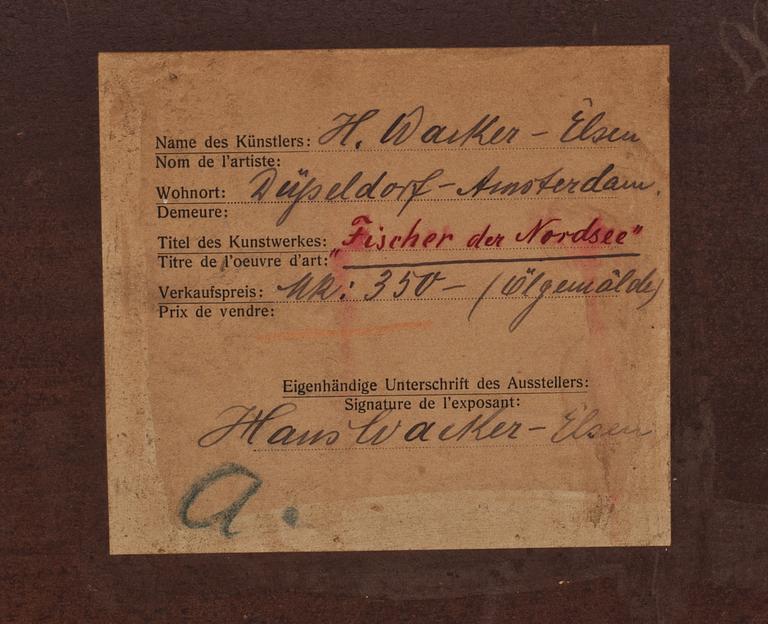 Name des Künstlers: H. Wacker - Elsen
Nom de l'artiste:
Wohnort: Düßeldorf - Amsterdam.
Demeure:
Titel des Kunstwerkes: "Fischer der Nordsee"
Titre de l'oeuvre d'art:
Verkaufspreis: Mk: 350- (Ölgemälde)
Prix de vendre:
Eigenhändige Unterschrift des Ausstellers:
Signature de l'exposant:
Hans Wacker - Elsen
a.